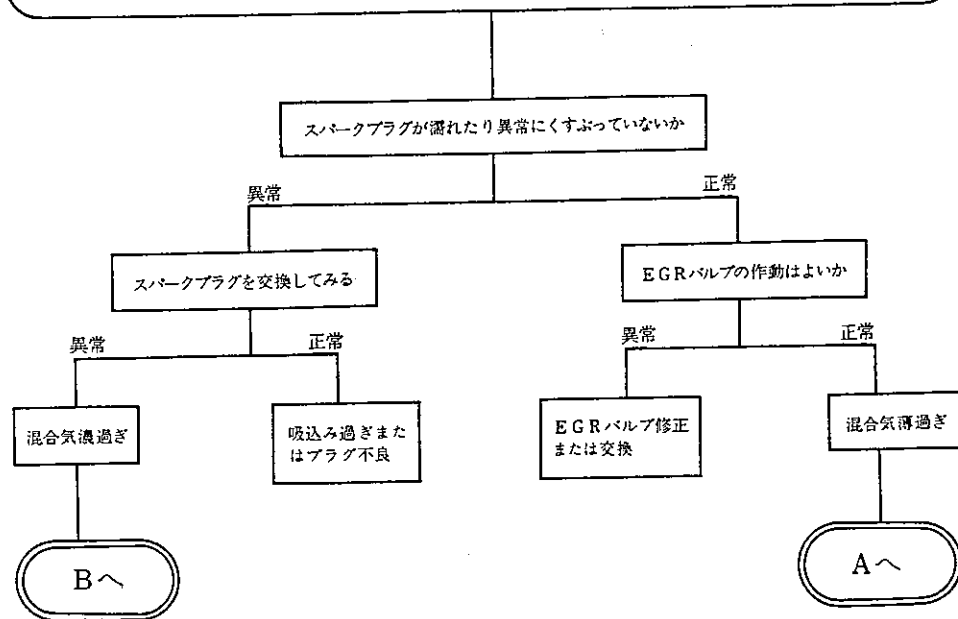 スパークプラグが濡れたり異常にくすぶっていないか
異常
正常
スパークプラグを交換してみる
EGRバルブの作動はよいか
異常
正常
異常
正常
混合気濃過ぎ
吸込み過ぎまた
はプラグ不良
EGRバルブ修正
または交換
混合気薄過ぎ
Bへ
Aへ